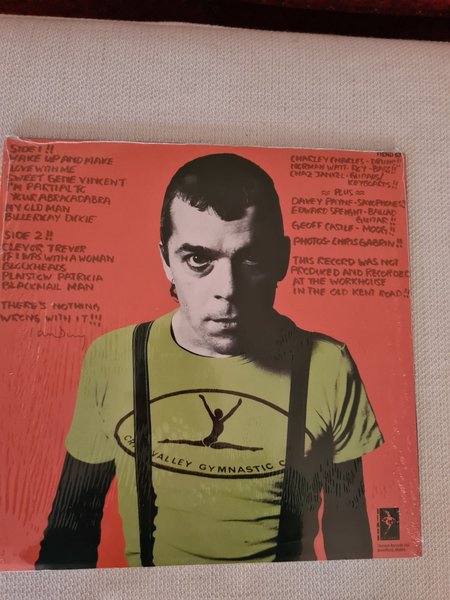 SIDE 1!!
WAKE UP AND MAKE
LOVE WITH ME
SWEET GENE VINCENT
I'M PARTIAL TO
YOUR ABRACADABRA
MY OLD MAN
BILLERICAY DICKIE
SIDE 2!!
CLEVOR TREVER
IF I WAS WITH A WOMAN
BLOCKHEADS
PLAISTOW PATRICIA
BLACKMAIL MAN
THERE'S NOTHING
WRONG WITH IT!!!
Ian Dury
CHARLEY CHARLES - DRUMS!!
NORMAN WATT-ROY - BASS!!
CHAZ JANKEL - GUITARS/
KEYBOARDS!!
= PLUS =
DAVEY PAYNE - SAXOPHONE!!
EDWARD SPEIGHT - BALLAD
GUITAR!!
GEOFF CASTLE - MOOG!!
PHOTOS - CHRIS GABRIN!!
THIS RECORD WAS NOT
PRODUCED AND RECORDED
AT THE WORKHOUSE
IN THE OLD KENT ROAD!!
VALLEY GYMNASTIC